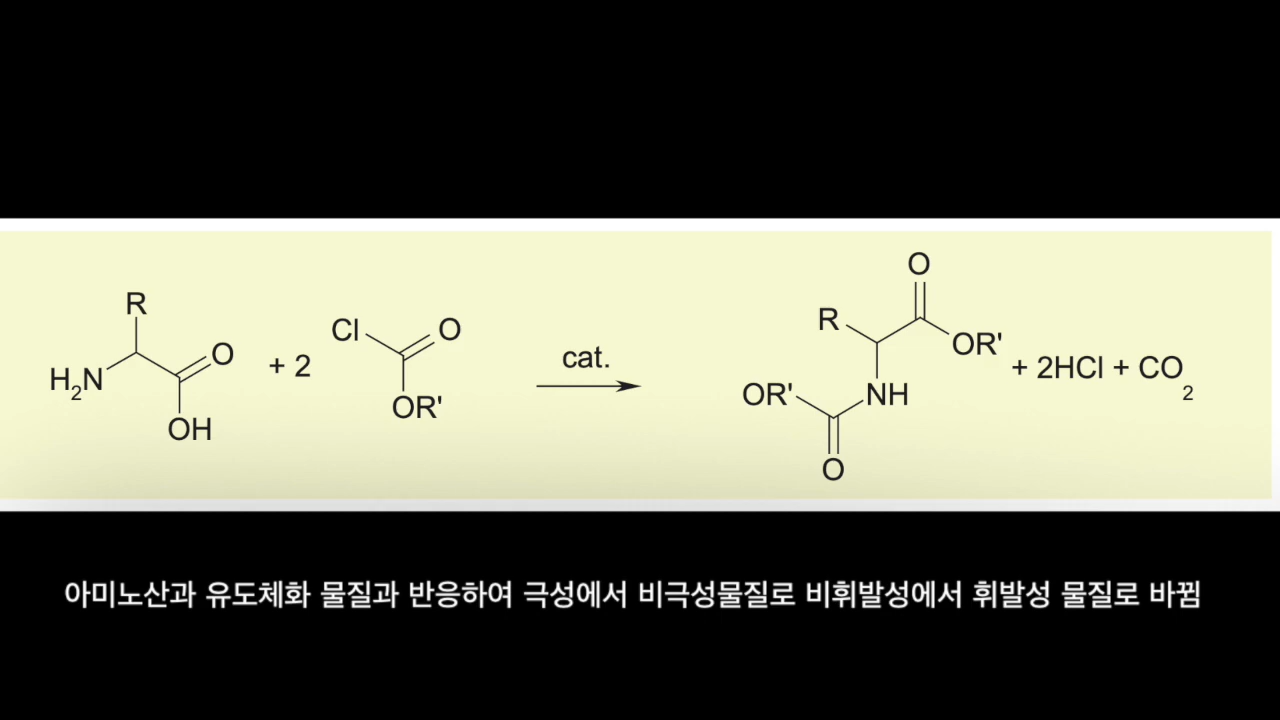 R
H2N
O
OH
+ 2
Cl
O
OR'
cat.
O
R
OR'
OR'
NH
O
+ 2HCl + CO2
아미노산과 유도체화 물질과 반응하여 극성에서 비극성물질로 비휘발성에서 휘발성 물질로 바뀜